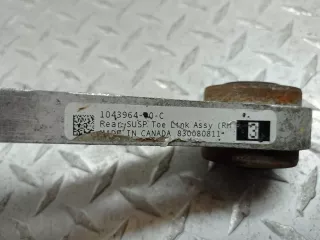 1043964-00-C
Rear SUSP Toe Link Assy (RH
MADE IN CANADA 830080811
3